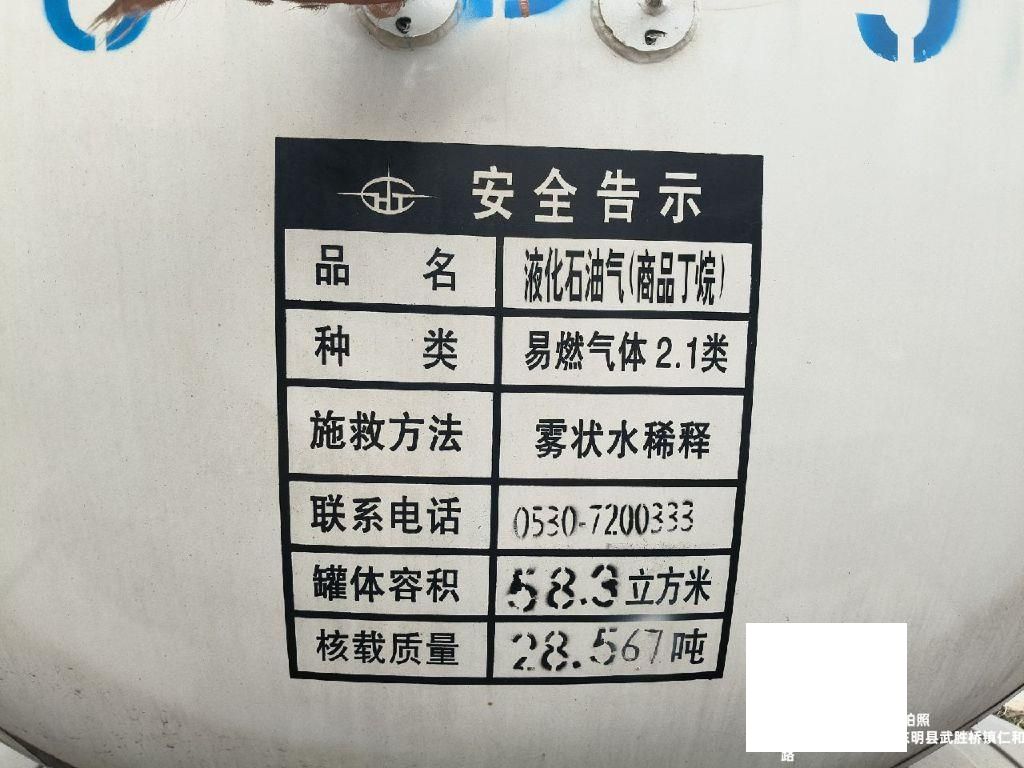 安全告示
品名 液化石油气(商品丁烷)
种类 易燃气体 2.1类
施救方法 雾状水稀释
联系电话 0530-7200333
罐体容积 58.3立方米
核载质量 28.567吨
拍照
东明县武胜桥镇仁和
路